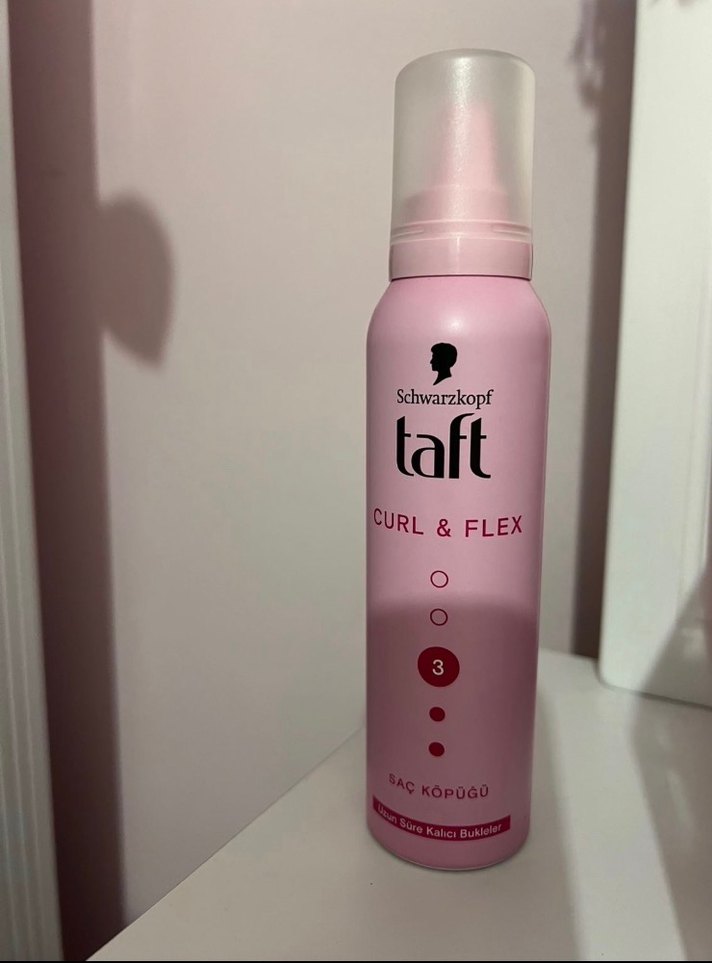 Schwarzkopf
taft
CURL & FLEX
3
SAÇ KÖPÜĞÜ
Uzun Süre Kalıcı Bukleler